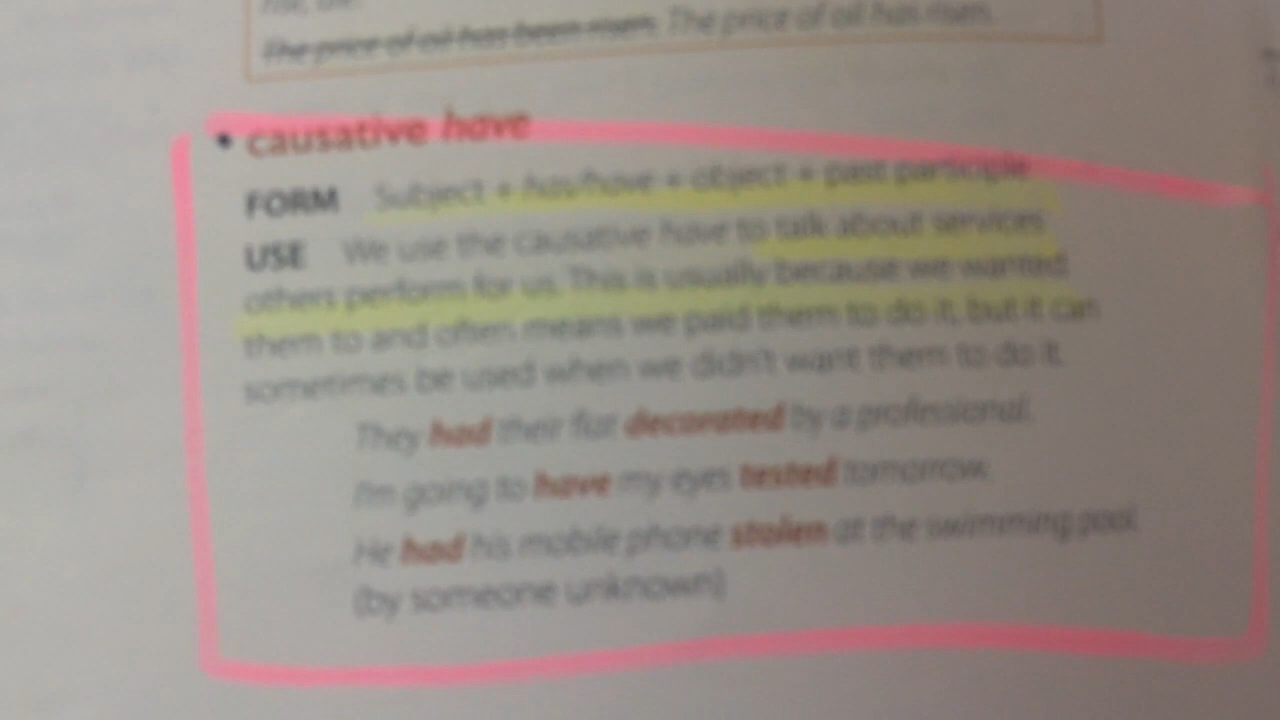 rise, die.
The price of oil has been risen. The price of oil has risen.
• causative have
FORM Subject + has/have + object + past participle
USE We use the causative have to talk about services
others perform for us. This is usually because we wanted
them to and often means we paid them to do it, but it can
sometimes be used when we didn't want them to do it.
They had their flat decorated by a professional.
I'm going to have my eyes tested tomorrow.
He had his mobile phone stolen at the swimming pool.
(by someone unknown)